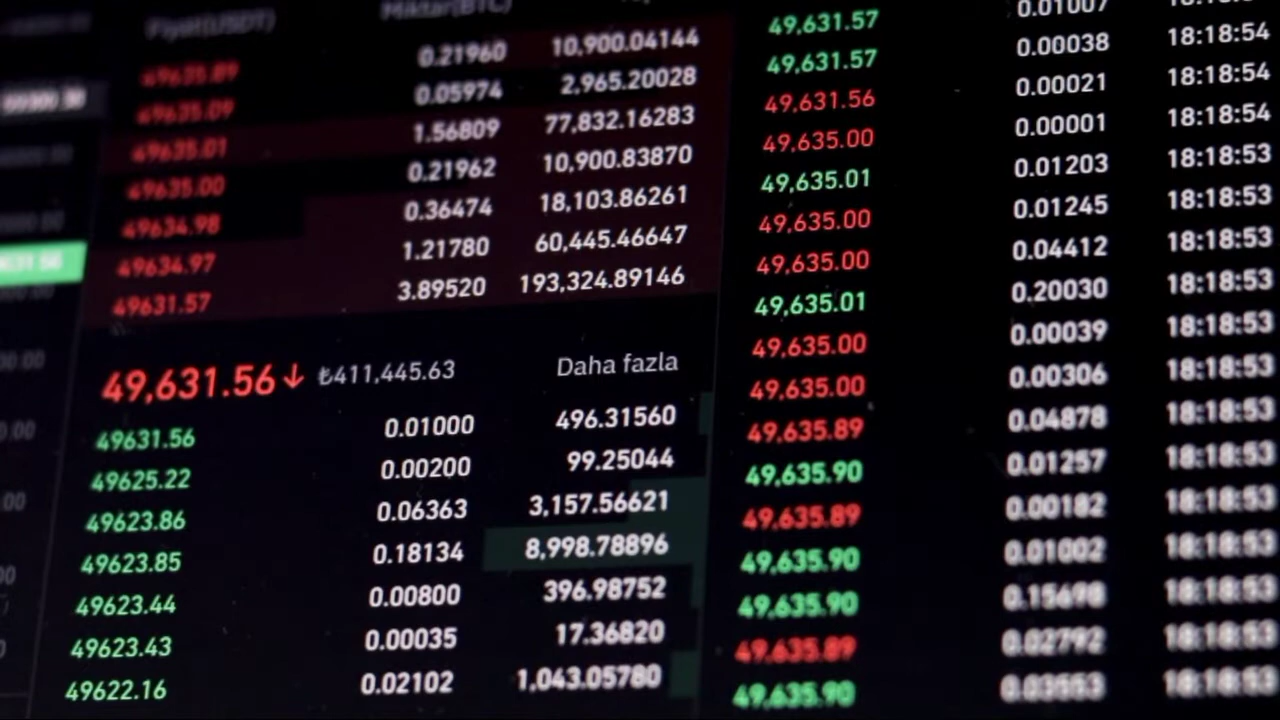 Fiyat(USDT) Miktar(BTC)
49635.89 0.21960 10,900.04144
49635.09 0.05974 2,965.20028
49635.01 1.56809 77,832.16283
49635.00 0.21962 10,900.83870
49634.98 0.36474 18,103.86261
49634.97 1.21780 60,445.46647
49631.57 3.89520 193,324.89146
49,631.56↓ ₺411,445.63 Daha fazla
49631.56 0.01000 496.31560
49625.22 0.00200 99.25044
49623.86 0.06363 3,157.56621
49623.85 0.18134 8,998.78896
49623.44 0.00800 396.98752
49623.43 0.00035 17.36820
49622.16 0.02102 1,043.05780
49,631.57 0.01007
49,631.57 0.00038 18:18:54
49,631.56 0.00021 18:18:54
49,635.00 0.00001 18:18:54
49,635.01 0.01203 18:18:53
49,635.00 0.01245 18:18:53
49,635.00 0.04412 18:18:53
49,635.01 0.20030 18:18:53
49,635.00 0.00039 18:18:53
49,635.00 0.00306 18:18:53
49,635.89 0.04878 18:18:53
49,635.90 0.01257 18:18:53
49,635.89 0.00182 18:18:53
49,635.90 0.01002 18:18:53
49,635.90 0.15698 18:18:53
49,635.89 0.02792 18:18:53
49,635.90 0.03553 18:18:53